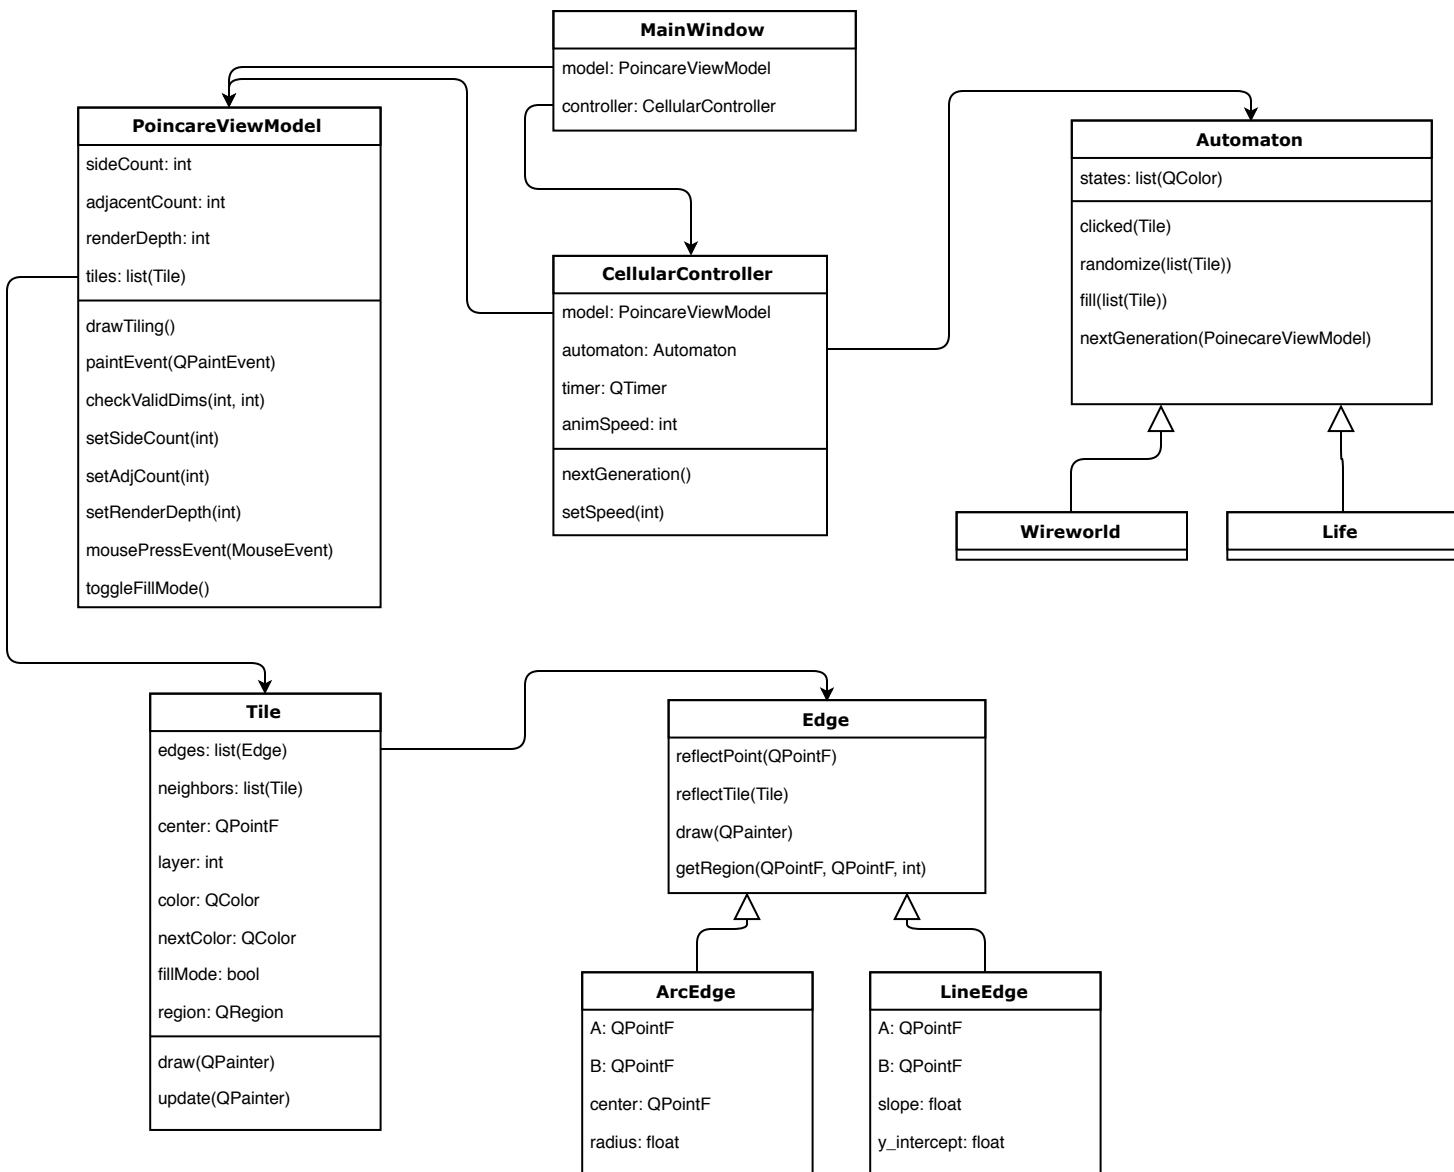 MainWindow
model: PoincareViewModel
controller: CellularController
PoincareViewModel
sideCount: int
adjacentCount: int
renderDepth: int
tiles: list(Tile)
drawTiling()
paintEvent(QPaintEvent)
checkValidDims(int, int)
setSideCount(int)
setAdjCount(int)
setRenderDepth(int)
mousePressEvent(MouseEvent)
toggleFillMode()
CellularController
model: PoincareViewModel
automaton: Automaton
timer: QTimer
animSpeed: int
nextGeneration()
setSpeed(int)
Automaton
states: list(QColor)
clicked(Tile)
randomize(list(Tile))
fill(list(Tile))
nextGeneration(PoinecareViewModel)
Wireworld
Life
Tile
edges: list(Edge)
neighbors: list(Tile)
center: QPointF
layer: int
color: QColor
nextColor: QColor
fillMode: bool
region: QRegion
draw(QPainter)
update(QPainter)
Edge
reflectPoint(QPointF)
reflectTile(Tile)
draw(QPainter)
getRegion(QPointF, QPointF, int)
ArcEdge
A: QPointF
B: QPointF
center: QPointF
radius: float
LineEdge
A: QPointF
B: QPointF
slope: float
y_intercept: float